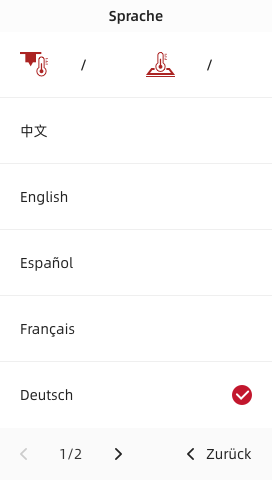 Sprache
/ /
中文
English
Español
Français
Deutsch
1/2 Zurück